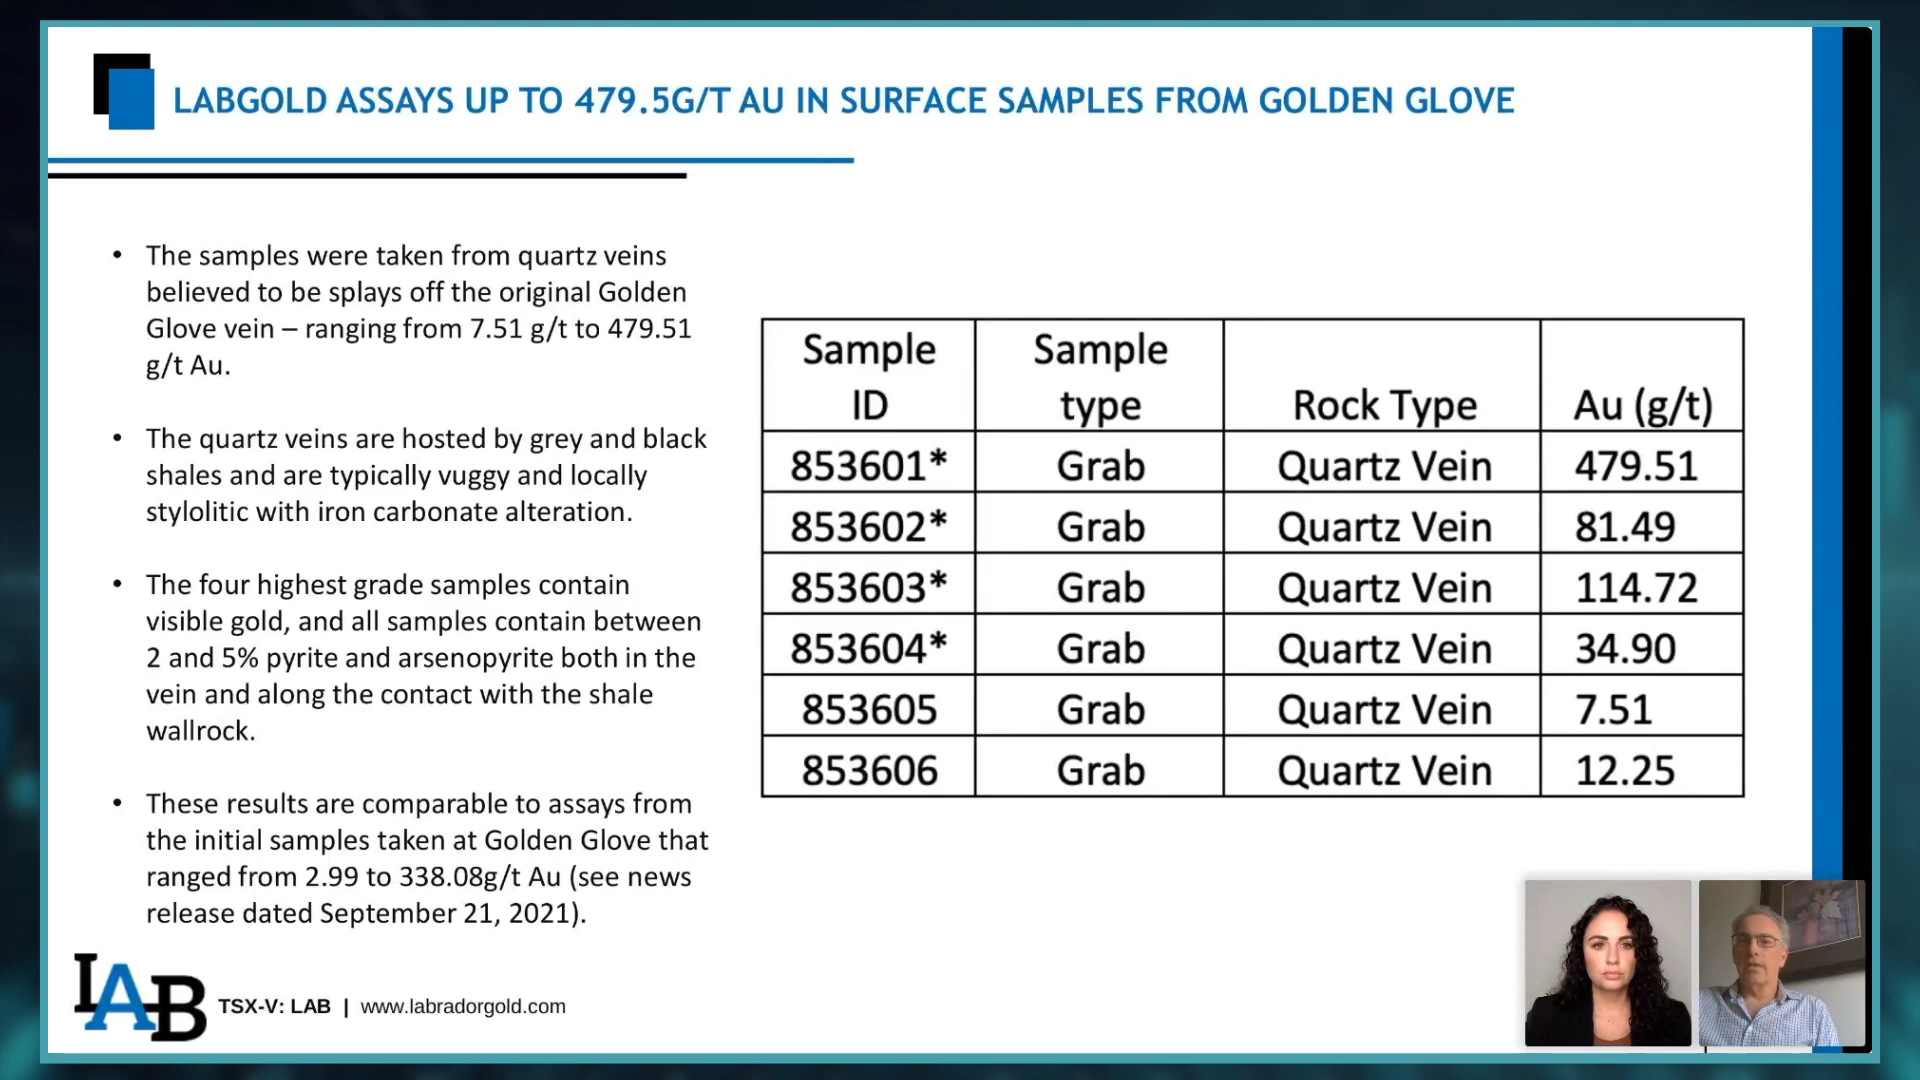 LABGOLD ASSAYS UP TO 479.5G/T AU IN SURFACE SAMPLES FROM GOLDEN GLOVE
• The samples were taken from quartz veins
believed to be splays off the original Golden
Glove vein – ranging from 7.51 g/t to 479.51
g/t Au.
• The quartz veins are hosted by grey and black
shales and are typically vuggy and locally
stylolitic with iron carbonate alteration.
• The four highest grade samples contain
visible gold, and all samples contain between
2 and 5% pyrite and arsenopyrite both in the
vein and along the contact with the shale
wallrock.
• These results are comparable to assays from
the initial samples taken at Golden Glove that
ranged from 2.99 to 338.08g/t Au (see news
release dated September 21, 2021).
Sample ID Sample type Rock Type Au (g/t)
853601* Grab Quartz Vein 479.51
853602* Grab Quartz Vein 81.49
853603* Grab Quartz Vein 114.72
853604* Grab Quartz Vein 34.90
853605 Grab Quartz Vein 7.51
853606 Grab Quartz Vein 12.25
LAB TSX-V: LAB | www.labradorgold.com